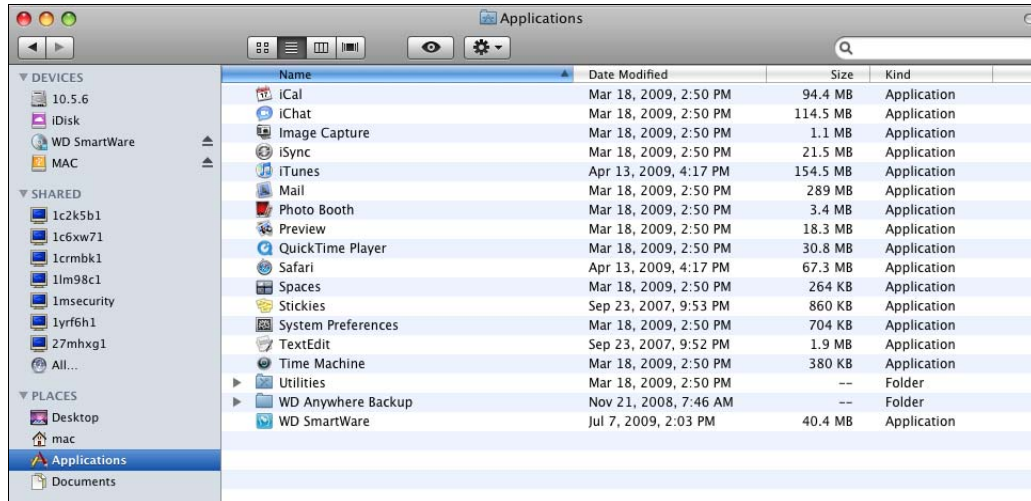 Applications
DEVICES
10.5.6
iDisk
WD SmartWare
MAC
SHARED
1c2k5b1
1c6xw71
1crmbk1
1lm98c1
1msecurity
1yrf6h1
27mhxg1
All...
PLACES
Desktop
mac
Applications
Documents
Name Date Modified Size Kind
iCal Mar 18, 2009, 2:50 PM 94.4 MB Application
iChat Mar 18, 2009, 2:50 PM 114.5 MB Application
Image Capture Mar 18, 2009, 2:50 PM 1.1 MB Application
iSync Mar 18, 2009, 2:50 PM 21.5 MB Application
iTunes Apr 13, 2009, 4:17 PM 154.5 MB Application
Mail Mar 18, 2009, 2:50 PM 289 MB Application
Photo Booth Mar 18, 2009, 2:50 PM 3.4 MB Application
Preview Mar 18, 2009, 2:50 PM 18.3 MB Application
QuickTime Player Mar 18, 2009, 2:50 PM 30.8 MB Application
Safari Apr 13, 2009, 4:17 PM 67.3 MB Application
Spaces Mar 18, 2009, 2:50 PM 264 KB Application
Stickies Sep 23, 2007, 9:53 PM 860 KB Application
System Preferences Mar 18, 2009, 2:50 PM 704 KB Application
TextEdit Sep 23, 2007, 9:52 PM 1.9 MB Application
Time Machine Mar 18, 2009, 2:50 PM 380 KB Application
Utilities Mar 18, 2009, 2:50 PM -- Folder
WD Anywhere Backup Nov 21, 2008, 7:46 AM -- Folder
WD SmartWare Jul 7, 2009, 2:03 PM 40.4 MB Application